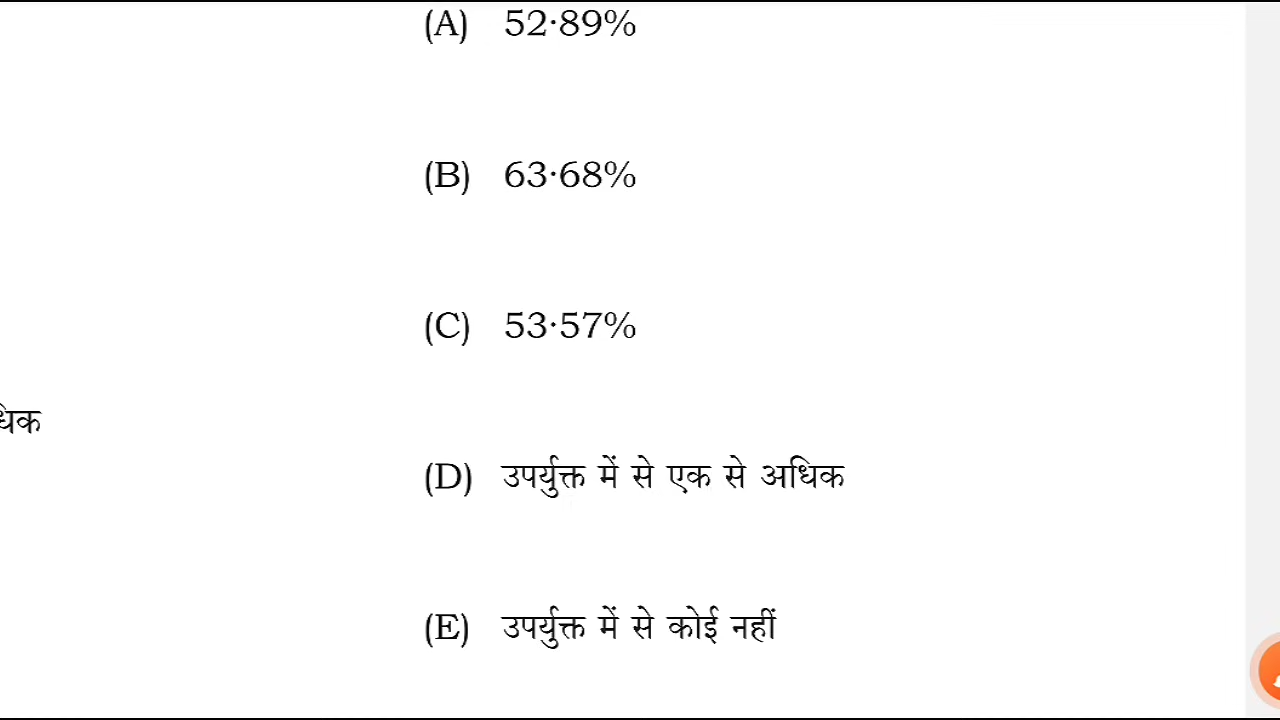 (A) 52·89%
(B) 63·68%
(C) 53·57%
(D) उपर्युक्त में से एक से अधिक
(E) उपर्युक्त में से कोई नहीं